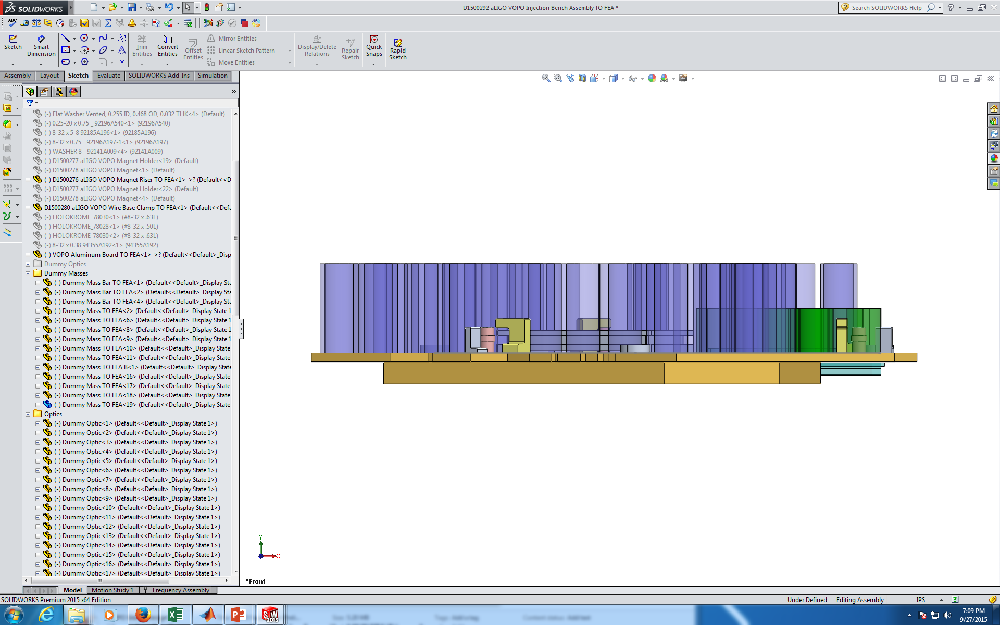 SOLIDWORKS
D1500292 aLIGO VOPO Injection Bench Assembly TO FEA *
Search SOLIDWORKS Help
Sketch
Smart Dimension
Trim Entities
Convert Entities
Offset Entities
Mirror Entities
Linear Sketch Pattern
Move Entities
Display/Delete Relations
Repair Sketch
Quick Snaps
Rapid Sketch
Assembly Layout Sketch Evaluate SOLIDWORKS Add-Ins Simulation
(-) Flat Washer Vented, 0.255 ID, 0.468 OD, 0.032 THK<4> (Default)
(-) 0.25-20 x 0.75 _ 92196A540<1> (92196A540)
(-) 8-32 x 5-8 92185A196<1> (92185A196)
(-) 8-32 x 0.75 _ 92196A197-1<1> (92196A197)
(-) WASHER 8 - 92141A009<4> (92141A009)
(-) D1500277 aLIGO VOPO Magnet Holder<19> (Default)
(-) D1500278 aLIGO VOPO Magnet<1> (Default)
(-) D1500276 aLIGO VOPO Magnet Riser TO FEA<1>->? (Default<<D
(-) D1500277 aLIGO VOPO Magnet Holder<22> (Default)
(-) D1500278 aLIGO VOPO Magnet<4> (Default)
D1500280 aLIGO VOPO Wire Base Clamp TO FEA<1> (Default<<Defa
(-) HOLOKROME_78030<1> (#8-32 x .63L)
(-) HOLOKROME_78028<1> (#8-32 x .50L)
(-) HOLOKROME_78030<2> (#8-32 x .63L)
(-) 8-32 x 0.38 94355A192<1> (94355A192)
(-) VOPO Aluminum Board TO FEA<1>->? (Default<<Default>_Disp
Dummy Optics
Dummy Masses
(-) Dummy Mass Bar TO FEA<1> (Default<<Default>_Display Sta
(-) Dummy Mass Bar TO FEA<2> (Default<<Default>_Display Sta
(-) Dummy Mass Bar TO FEA<4> (Default<<Default>_Display Sta
(-) Dummy Mass TO FEA<2> (Default<<Default>_Display State 1
(-) Dummy Mass TO FEA<6> (Default<<Default>_Display State 1
(-) Dummy Mass TO FEA<8> (Default<<Default>_Display State 1
(-) Dummy Mass TO FEA<9> (Default<<Default>_Display State 1
(-) Dummy Mass TO FEA<10> (Default<<Default>_Display State
(-) Dummy Mass TO FEA<11> (Default<<Default>_Display State
(-) Dummy Mass TO FEA B<1> (Default<<Default>_Display State
(-) Dummy Mass TO FEA<16> (Default<<Default>_Display State
(-) Dummy Mass TO FEA<17> (Default<<Default>_Display State
(-) Dummy Mass TO FEA<18> (Default<<Default>_Display State
(-) Dummy Mass TO FEA<19> (Default<<Default>_Display State
Optics
(-) Dummy Optic<1> (Default<<Default>_Display State 1>)
(-) Dummy Optic<2> (Default<<Default>_Display State 1>)
(-) Dummy Optic<3> (Default<<Default>_Display State 1>)
(-) Dummy Optic<4> (Default<<Default>_Display State 1>)
(-) Dummy Optic<5> (Default<<Default>_Display State 1>)
(-) Dummy Optic<6> (Default<<Default>_Display State 1>)
(-) Dummy Optic<7> (Default<<Default>_Display State 1>)
(-) Dummy Optic<8> (Default<<Default>_Display State 1>)
(-) Dummy Optic<9> (Default<<Default>_Display State 1>)
(-) Dummy Optic<10> (Default<<Default>_Display State 1>)
(-) Dummy Optic<11> (Default<<Default>_Display State 1>)
(-) Dummy Optic<12> (Default<<Default>_Display State 1>)
(-) Dummy Optic<13> (Default<<Default>_Display State 1>)
(-) Dummy Optic<14> (Default<<Default>_Display State 1>)
(-) Dummy Optic<15> (Default<<Default>_Display State 1>)
(-) Dummy Optic<16> (Default<<Default>_Display State 1>)
(-) Dummy Optic<17> (Default<<Default>_Display State 1>)
Y
X
*Front
Model Motion Study 1 Frequency Assembly
SOLIDWORKS Premium 2015 x64 Edition
Under Defined Editing Assembly IPS
7:09 PM
9/27/2015